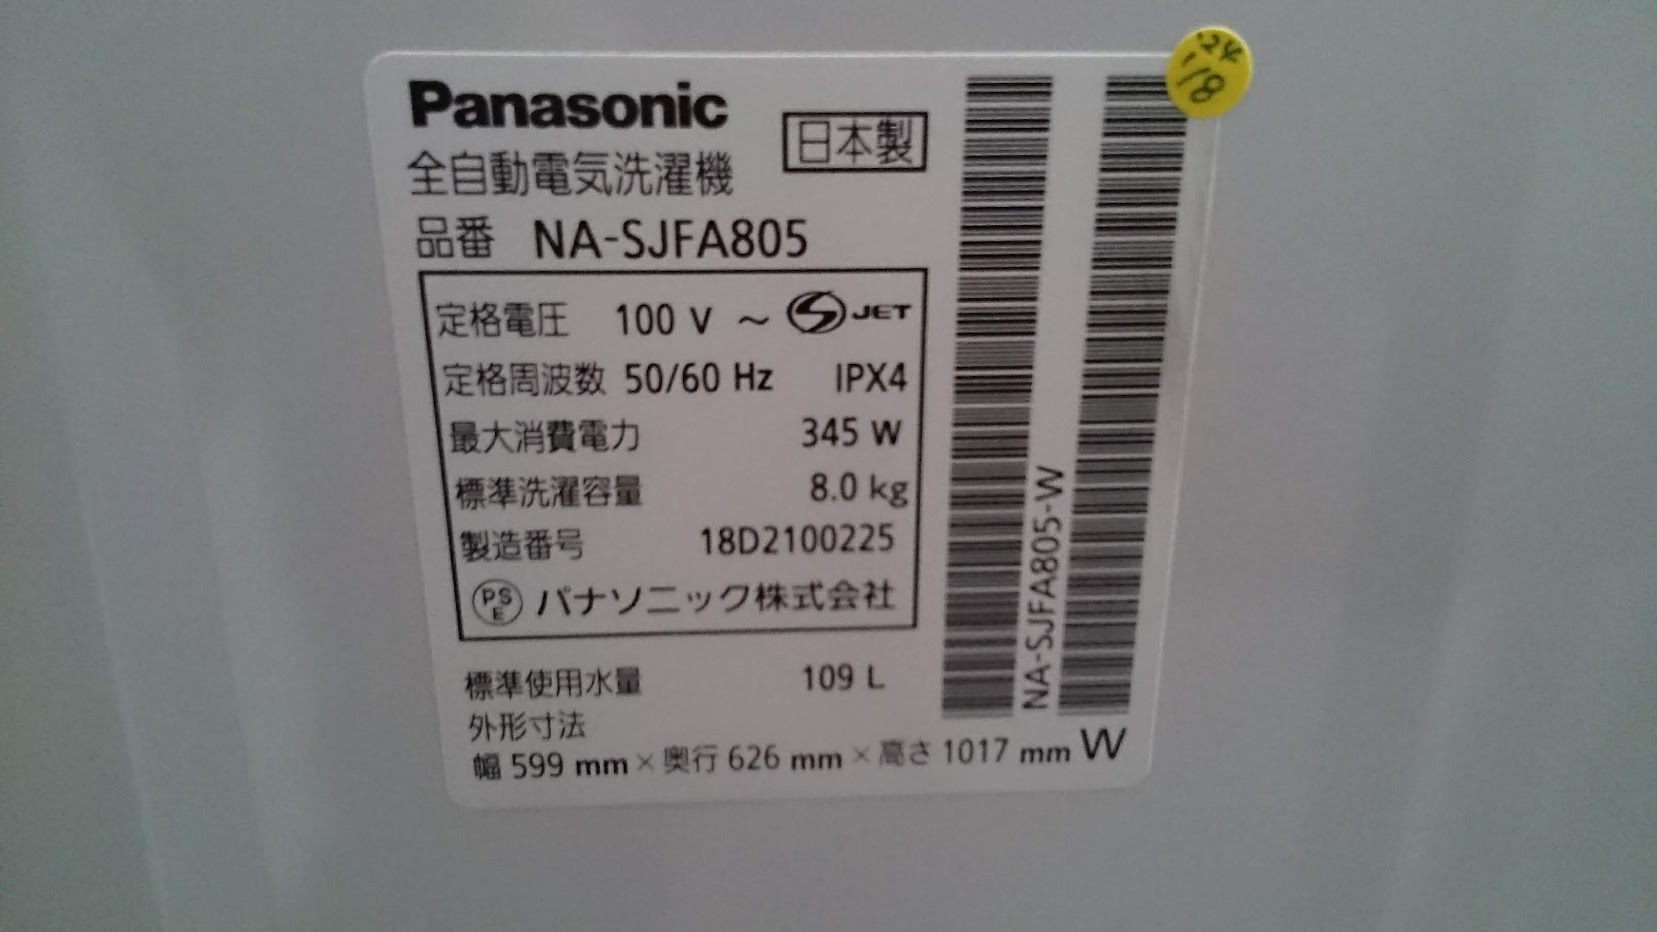 Panasonic
日本製
全自動電気洗濯機
品番 NA-SJFA805
定格電圧 100 V ~ S JET
定格周波数 50/60 Hz IPX4
最大消費電力 345 W
標準洗濯容量 8.0 kg
製造番号 18D2100225
PSE パナソニック株式会社
標準使用水量 109 L
外形寸法
幅 599 mm × 奥行 626 mm × 高さ 1017 mm W
NA-SJFA805-W
'24
'18